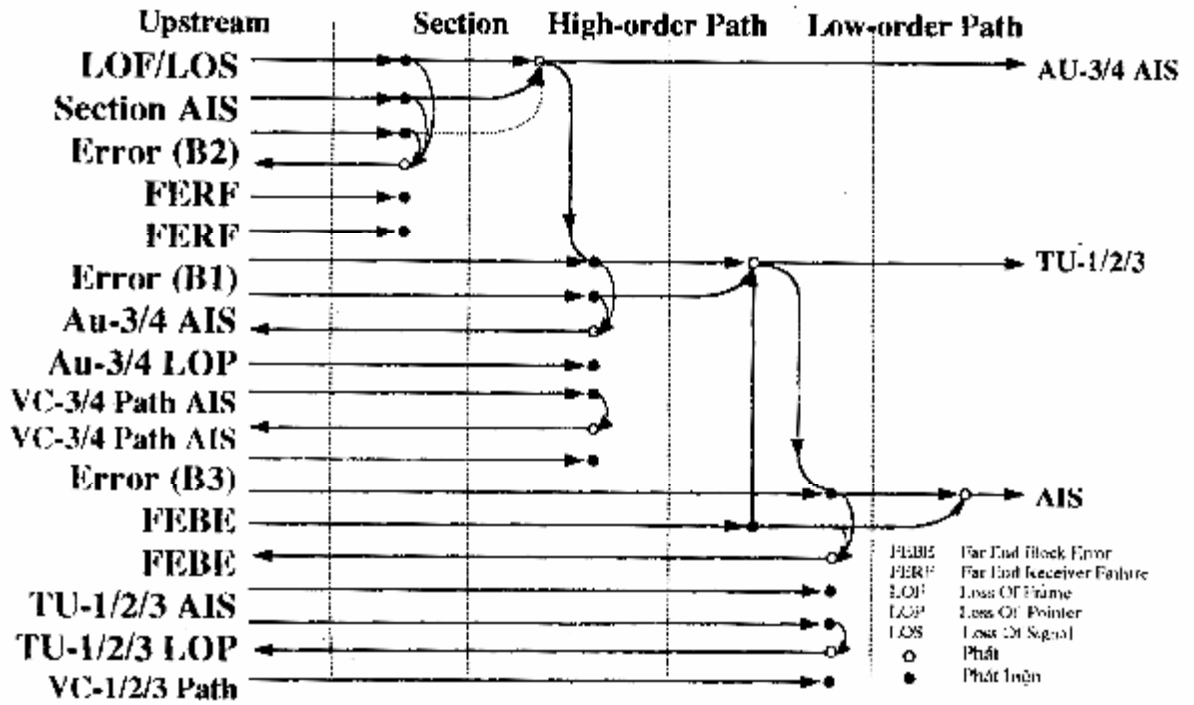 Upstream Section High-order Path Low-order Path
LOF/LOS
AU-3/4 AIS
Section AIS
Error (B2)
FERF
FERF
Error (B1)
TU-1/2/3
Au-3/4 AIS
Au-3/4 LOP
VC-3/4 Path AIS
VC-3/4 Path AIS
Error (B3)
AIS
FEBE
FEBE
TU-1/2/3 AIS
TU-1/2/3 LOP
VC-1/2/3 Path
FEBE Far End Block Error
FERF Far End Receiver Failure
LOF Loss Of Frame
LOP Loss Of Pointer
LOS Loss Of Signal
Phát
Phát